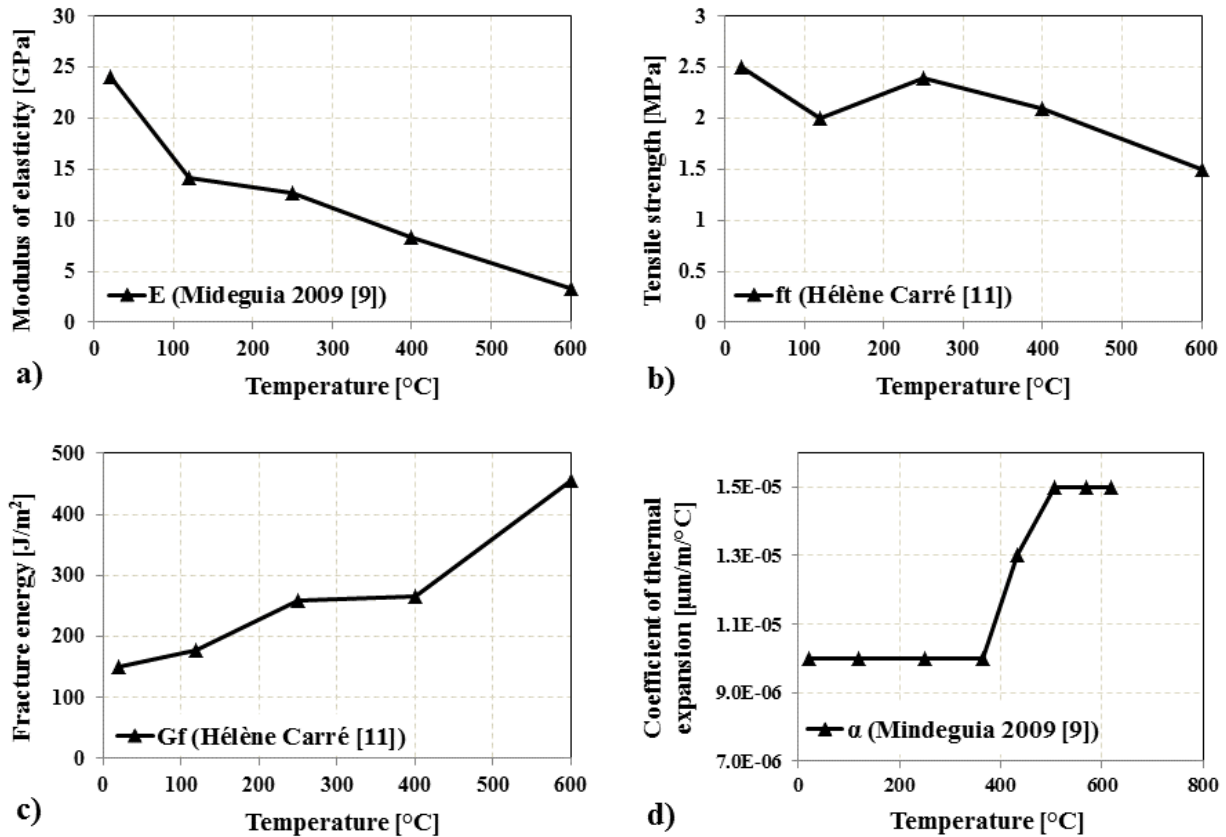 30
25
20
15
10
5
0
Modulus of elasticity [GPa]
E (Mideguia 2009 [9])
0 100 200 300 400 500 600
Temperature [°C]
a)
3
2.5
2
1.5
1
0.5
0
Tensile strength [MPa]
ft (Hélène Carré [11])
0 100 200 300 400 500 600
Temperature [°C]
b)
500
400
300
200
100
0
Fracture energy [J/m²]
Gf (Hélène Carré [11])
0 100 200 300 400 500 600
Temperature [°C]
c)
1.5E-05
1.3E-05
1.1E-05
9.0E-06
7.0E-06
Coefficient of thermal
expansion [µm/m/°C]
α (Mindeguia 2009 [9])
0 200 400 600 800
Temperature [°C]
d)